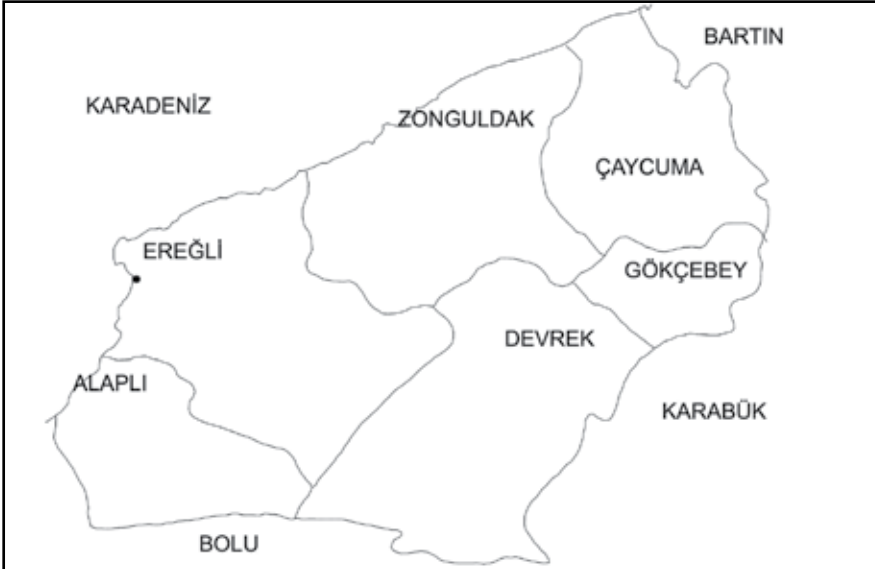 BARTIN
KARADENİZ
ZONGULDAK
ÇAYCUMA
EREĞLİ
GÖKÇEBEY
DEVREK
ALAPLI
KARABÜK
BOLU